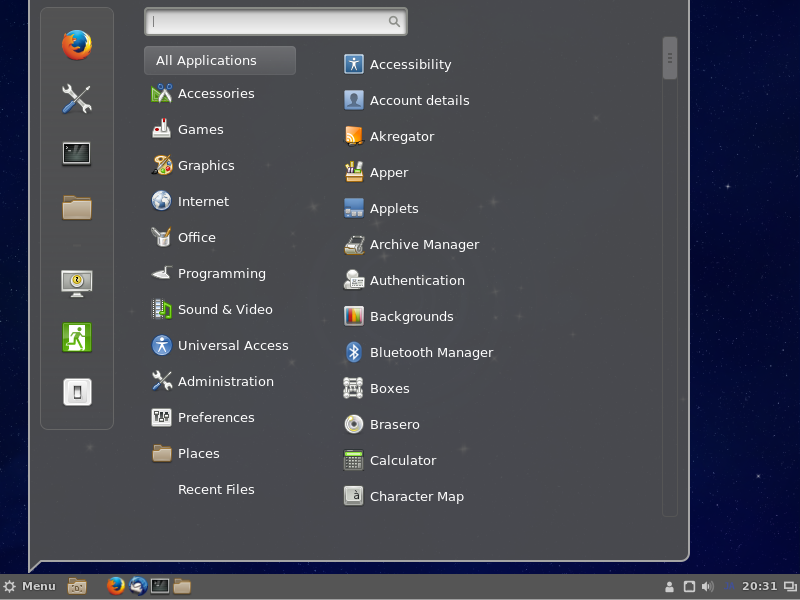 All Applications
Accessories
Games
Graphics
Internet
Office
Programming
Sound & Video
Universal Access
Administration
Preferences
Places
Recent Files
Accessibility
Account details
Akregator
Apper
Applets
Archive Manager
Authentication
Backgrounds
Bluetooth Manager
Boxes
Brasero
Calculator
Character Map
Menu
20:31